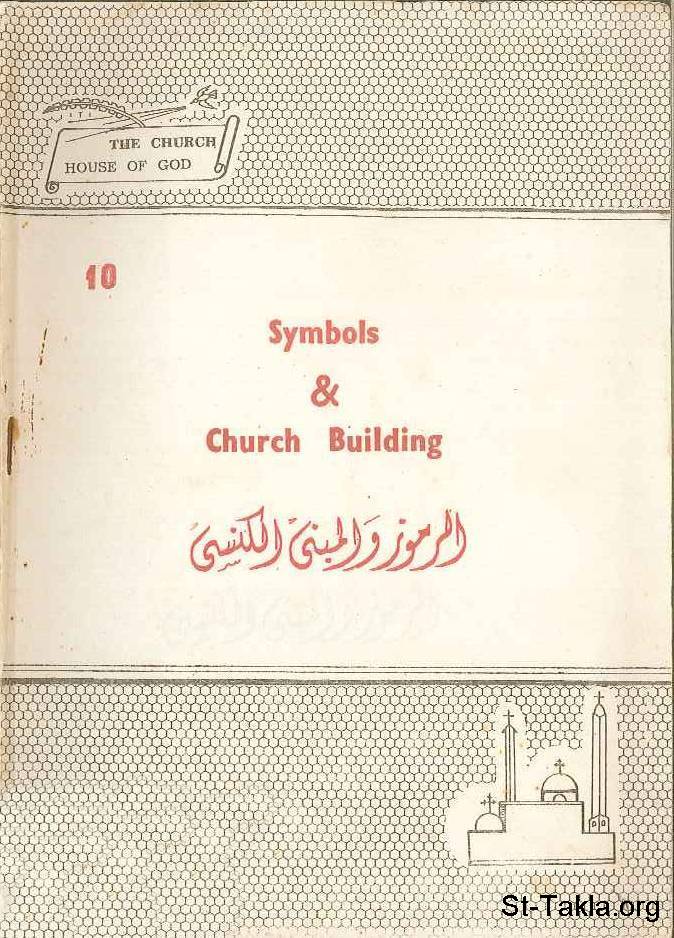 THE CHURCH
HOUSE OF GOD
10
Symbols
&
Church Building
الرموز والمبنى الكنسى
St-Takla.org